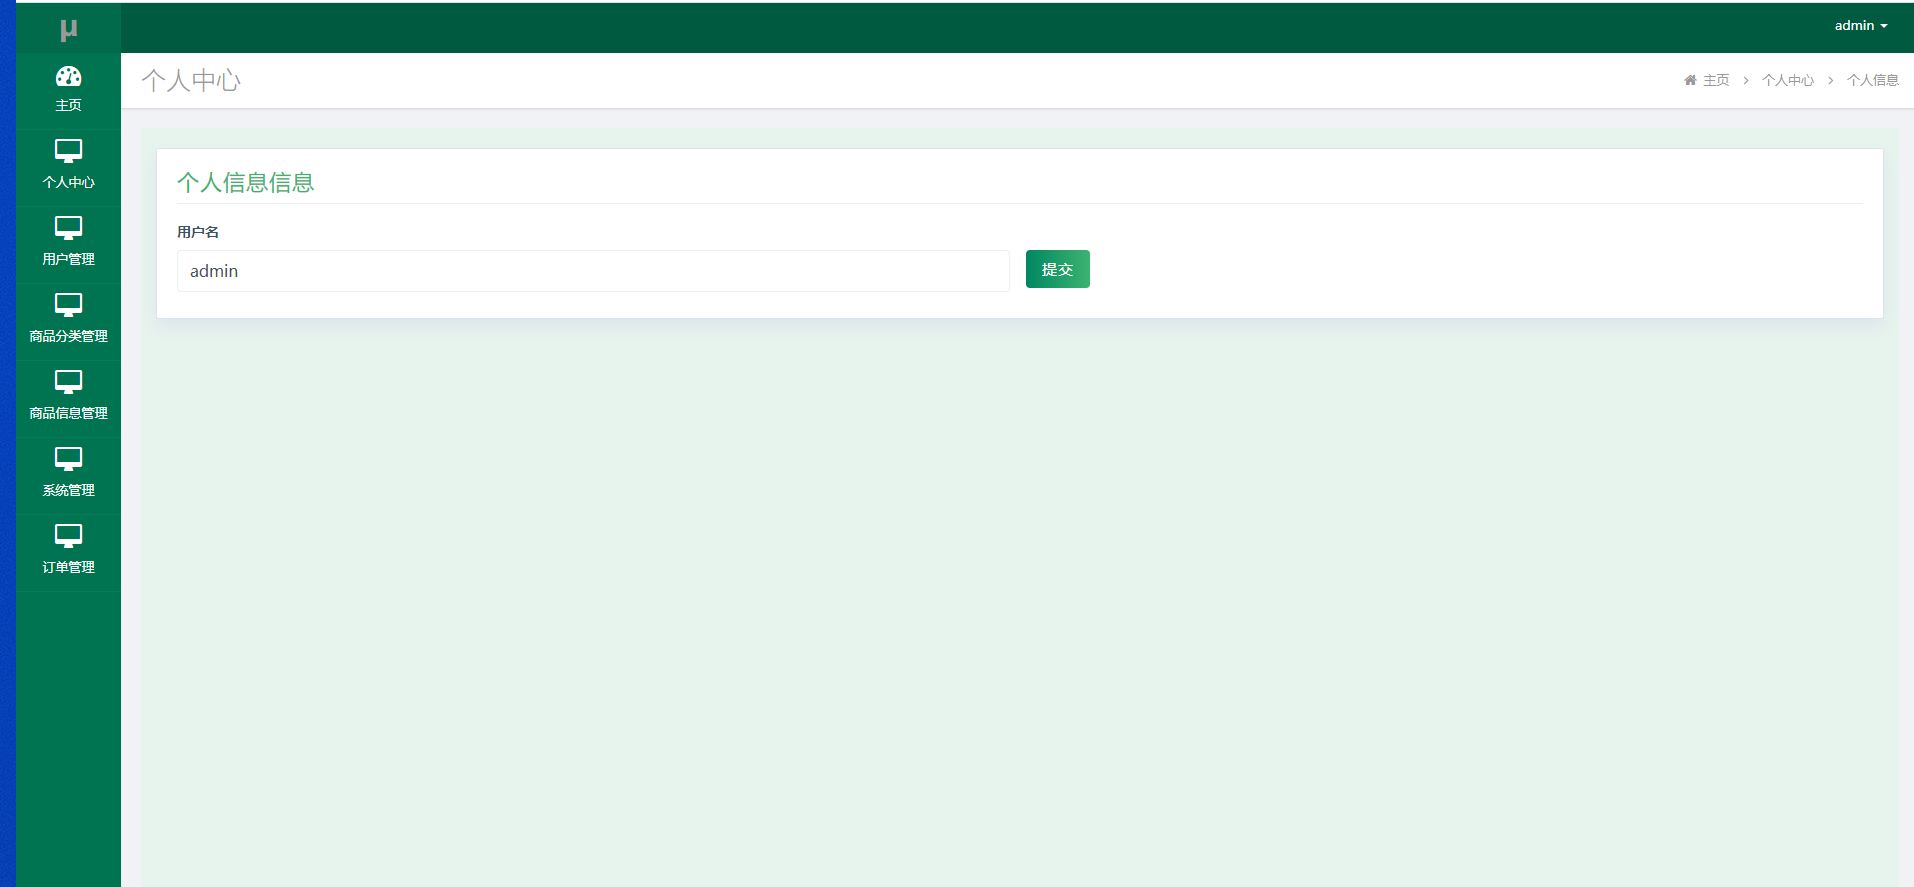 μ
admin
主页
个人中心
用户管理
商品分类管理
商品信息管理
系统管理
订单管理
个人中心
主页 > 个人中心 > 个人信息
个人信息信息
用户名
admin
提交